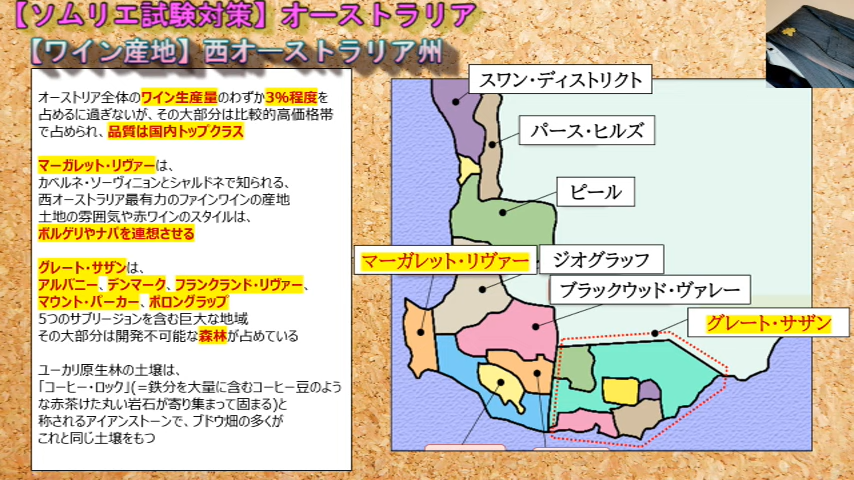 【ソムリエ試験対策】オーストラリア
【ワイン産地】西オーストラリア州
オーストリア全体のワイン生産量のわずか3%程度を
占めるに過ぎないが、その大部分は比較的高価格帯
で占められ、品質は国内トップクラス
マーガレット・リヴァーは、
カベルネ・ソーヴィニョンとシャルドネで知られる、
西オーストラリア最有力のファインワインの産地
土地の雰囲気や赤ワインのスタイルは、
ボルゲリやナパを連想させる
グレート・サザンは、
アルバニー、デンマーク、フランクランド・リヴァー、
マウント・バーカー、ポロングラップ
5つのサブリージョンを含む巨大な地域
その大部分は開発不可能な森林が占めている
ユーカリ原生林の土壌は、
「コーヒー・ロック」(=鉄分を大量に含むコーヒー豆のよう
な赤茶けた丸い岩石が寄り集まって固まる)と
称されるアイアンストーンで、ブドウ畑の多くが
これと同じ土壌をもつ
スワン・ディストリクト
パース・ヒルズ
ピール
マーガレット・リヴァー
ジオグラッフ
ブラックウッド・ヴァレー
グレート・サザン